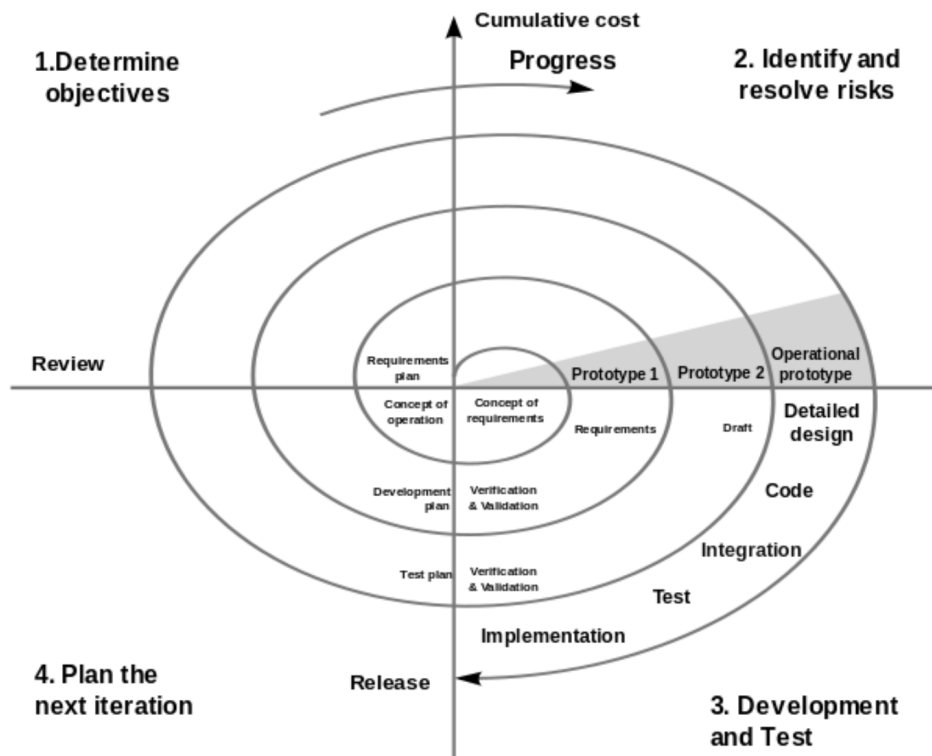 Cumulative cost
Progress
1.Determine
objectives
2. Identify and
resolve risks
Review
Requirements
plan
Prototype 1
Prototype 2
Operational
prototype
Concept of
operation
Concept of
requirements
Requirements
Draft
Detailed
design
Code
Development
plan
Verification
& Validation
Integration
Test plan
Verification
& Validation
Test
Implementation
Release
4. Plan the
next iteration
3. Development
and Test